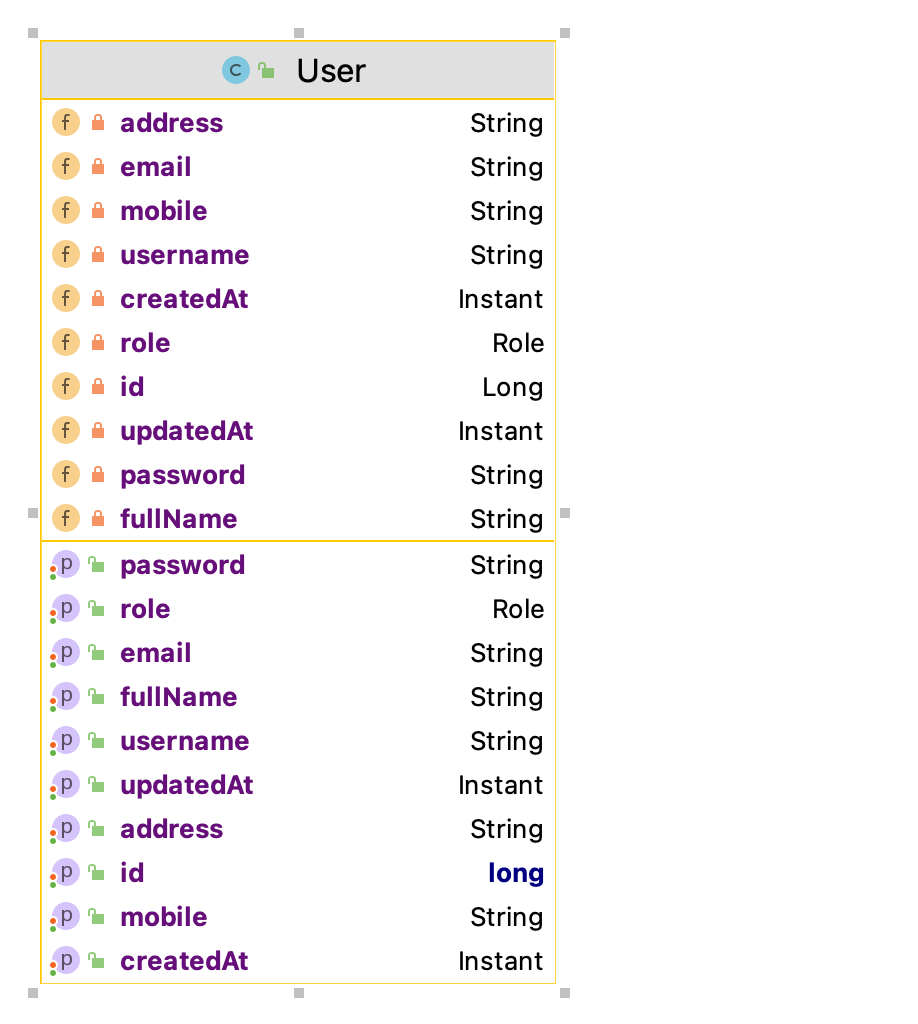 C User
f address String
f email String
f mobile String
f username String
f createdAt Instant
f role Role
f id Long
f updatedAt Instant
f password String
f fullName String
p password String
p role Role
p email String
p fullName String
p username String
p updatedAt Instant
p address String
p id long
p mobile String
p createdAt Instant